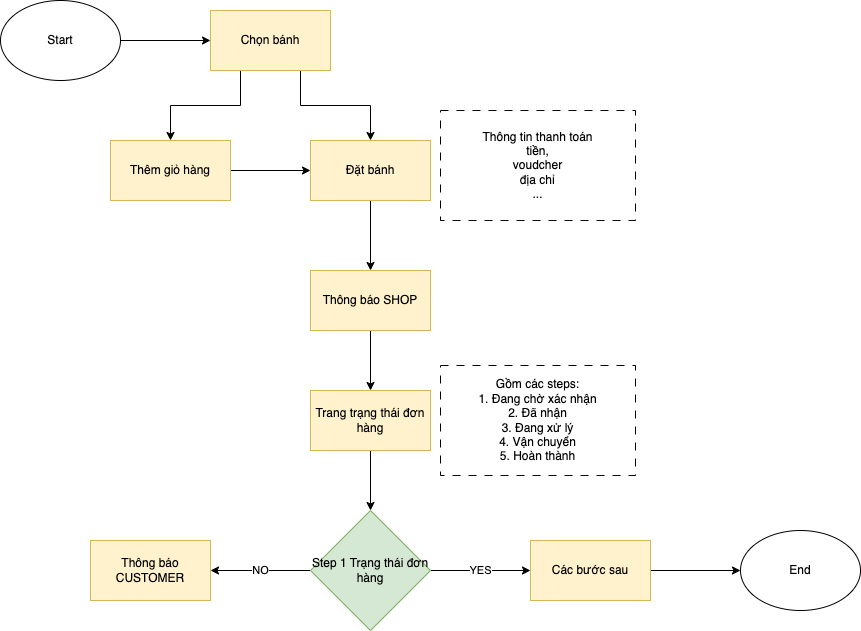 Start
Chọn bánh
Thêm giỏ hàng
Đặt bánh
Thông tin thanh toán
tiền,
voudcher
địa chỉ
...
Thông báo SHOP
Trang trạng thái đơn
hàng
Gồm các steps:
1. Đang chờ xác nhận
2. Đã nhận
3. Đang xử lý
4. Vận chuyển
5. Hoàn thành
Thông báo
CUSTOMER
NO
Step 1 Trạng thái đơn
hàng
YES
Các bước sau
End